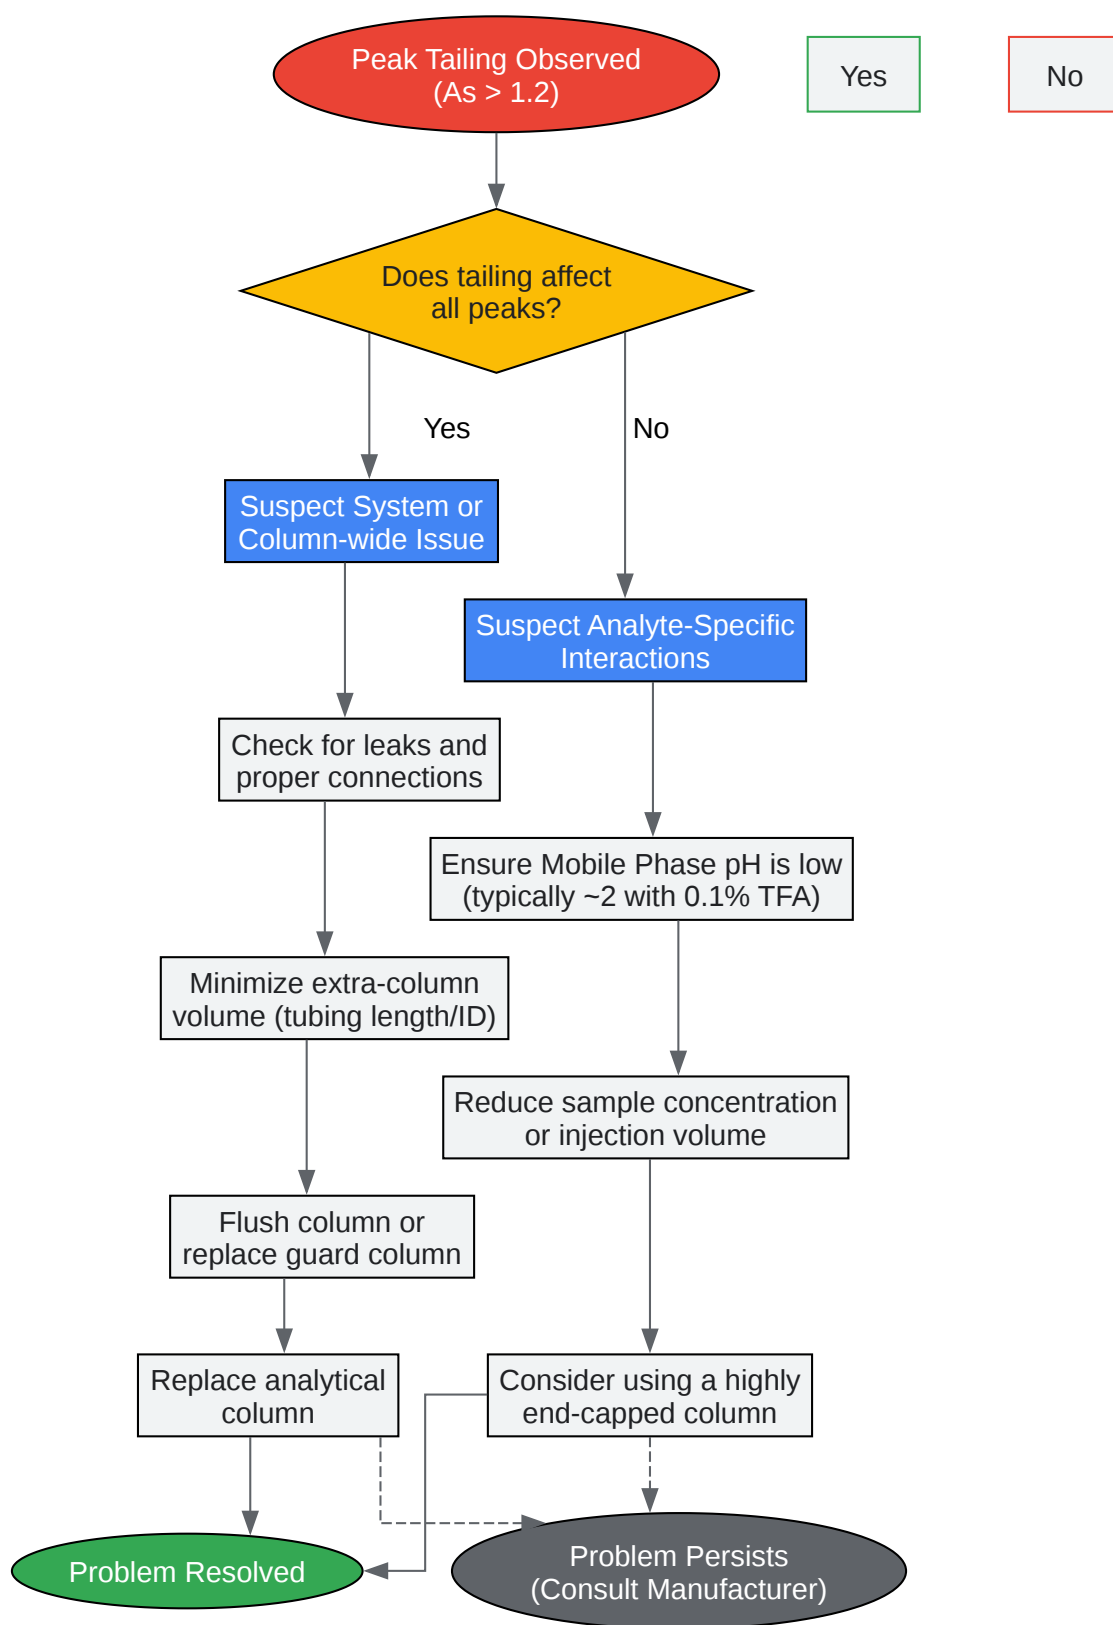 Peak Tailing Observed
(As > 1.2)
Yes
No
Does tailing affect
all peaks?
Yes
No
Suspect System or
Column-wide Issue
Suspect Analyte-Specific
Interactions
Check for leaks and
proper connections
Ensure Mobile Phase pH is low
(typically ~2 with 0.1% TFA)
Minimize extra-column
volume (tubing length/ID)
Reduce sample concentration
or injection volume
Flush column or
replace guard column
Replace analytical
column
Consider using a highly
end-capped column
Problem Resolved
Problem Persists
(Consult Manufacturer)